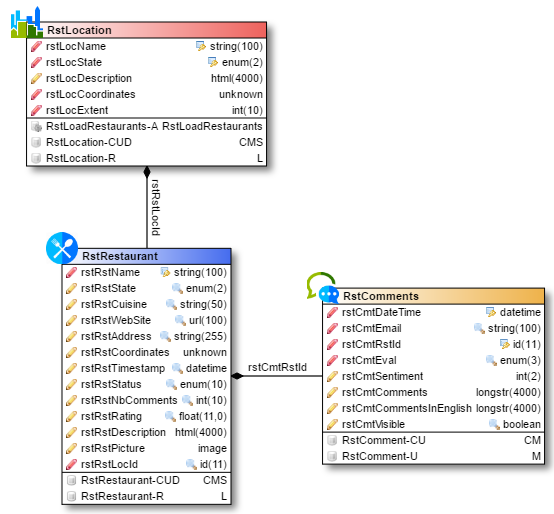 RstLocation
rstLocName string(100)
rstLocState enum(2)
rstLocDescription html(4000)
rstLocCoordinates unknown
rstLocExtent int(10)
RstLoadRestaurants-A RstLoadRestaurants
RstLocation-CUD CMS
RstLocation-R L
rstRstLocId
RstRestaurant
rstRstName string(100)
rstRstState enum(2)
rstRstCuisine string(50)
rstRstWebSite url(100)
rstRstAddress string(255)
rstRstCoordinates unknown
rstRstTimestamp datetime
rstRstStatus enum(10)
rstRstNbComments int(10)
rstRstRating float(11,0)
rstRstDescription html(4000)
rstRstPicture image
rstRstLocId id(11)
RstRestaurant-CUD CMS
RstRestaurant-R L
rstCmtRstId
RstComments
rstCmtDateTime datetime
rstCmtEmail string(100)
rstCmtRstId id(11)
rstCmtEval enum(3)
rstCmtSentiment int(2)
rstCmtComments longstr(4000)
rstCmtCommentsInEnglish longstr(4000)
rstCmtVisible boolean
RstComment-CU CM
RstComment-U M